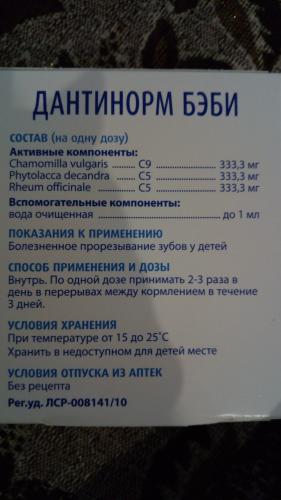 ДАНТИНОРМ БЭБИ
СОСТАВ (на одну дозу)
Активные компоненты:
Chamomilla vulgaris ............ C9 ............ 333,3 мг
Phytolacca decandra ............ C5 ............ 333,3 мг
Rheum officinale ............ C5 ............ 333,3 мг
Вспомогательные компоненты:
вода очищенная ............ до 1 мл
ПОКАЗАНИЯ К ПРИМЕНЕНИЮ
Болезненное прорезывание зубов у детей
СПОСОБ ПРИМЕНЕНИЯ И ДОЗЫ
Внутрь. По одной дозе принимать 2-3 раза в
день в перерывах между кормлением в течение
3 дней.
УСЛОВИЯ ХРАНЕНИЯ
При температуре от 15 до 25°С
Хранить в недоступном для детей месте
УСЛОВИЯ ОТПУСКА ИЗ АПТЕК
Без рецепта
Рег.уд. ЛСР-008141/10